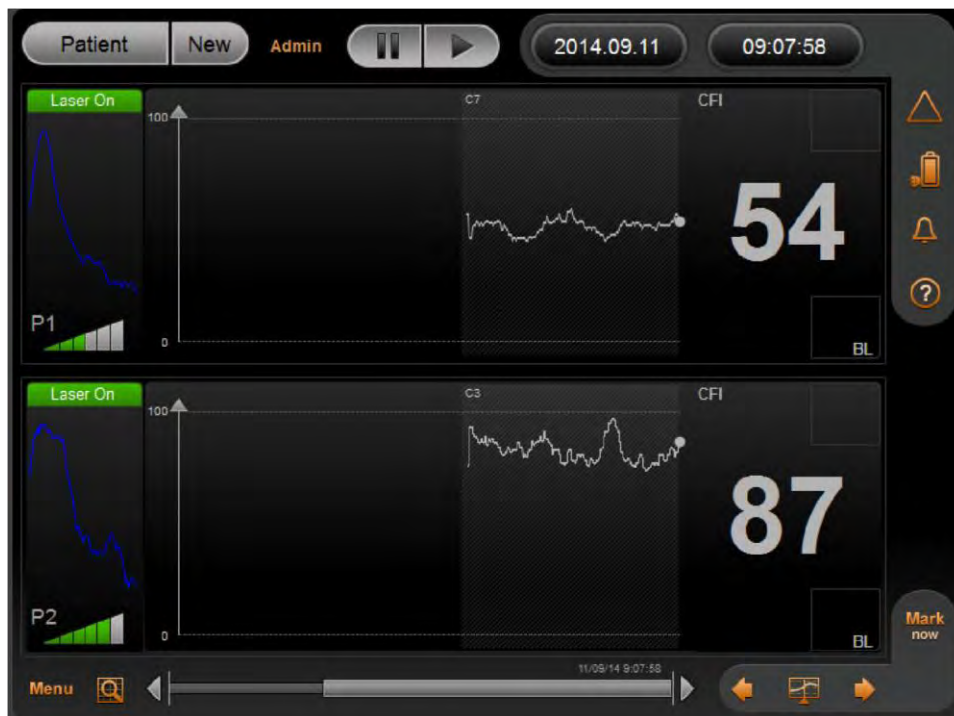 Patient New Admin 2014.09.11 09:07:58
Laser On
C7
CFI
100
54
P1
0
BL
Laser On
C3
CFI
100
87
P2
0
BL
Mark
now
11/09/14 9:07:58
Menu
?